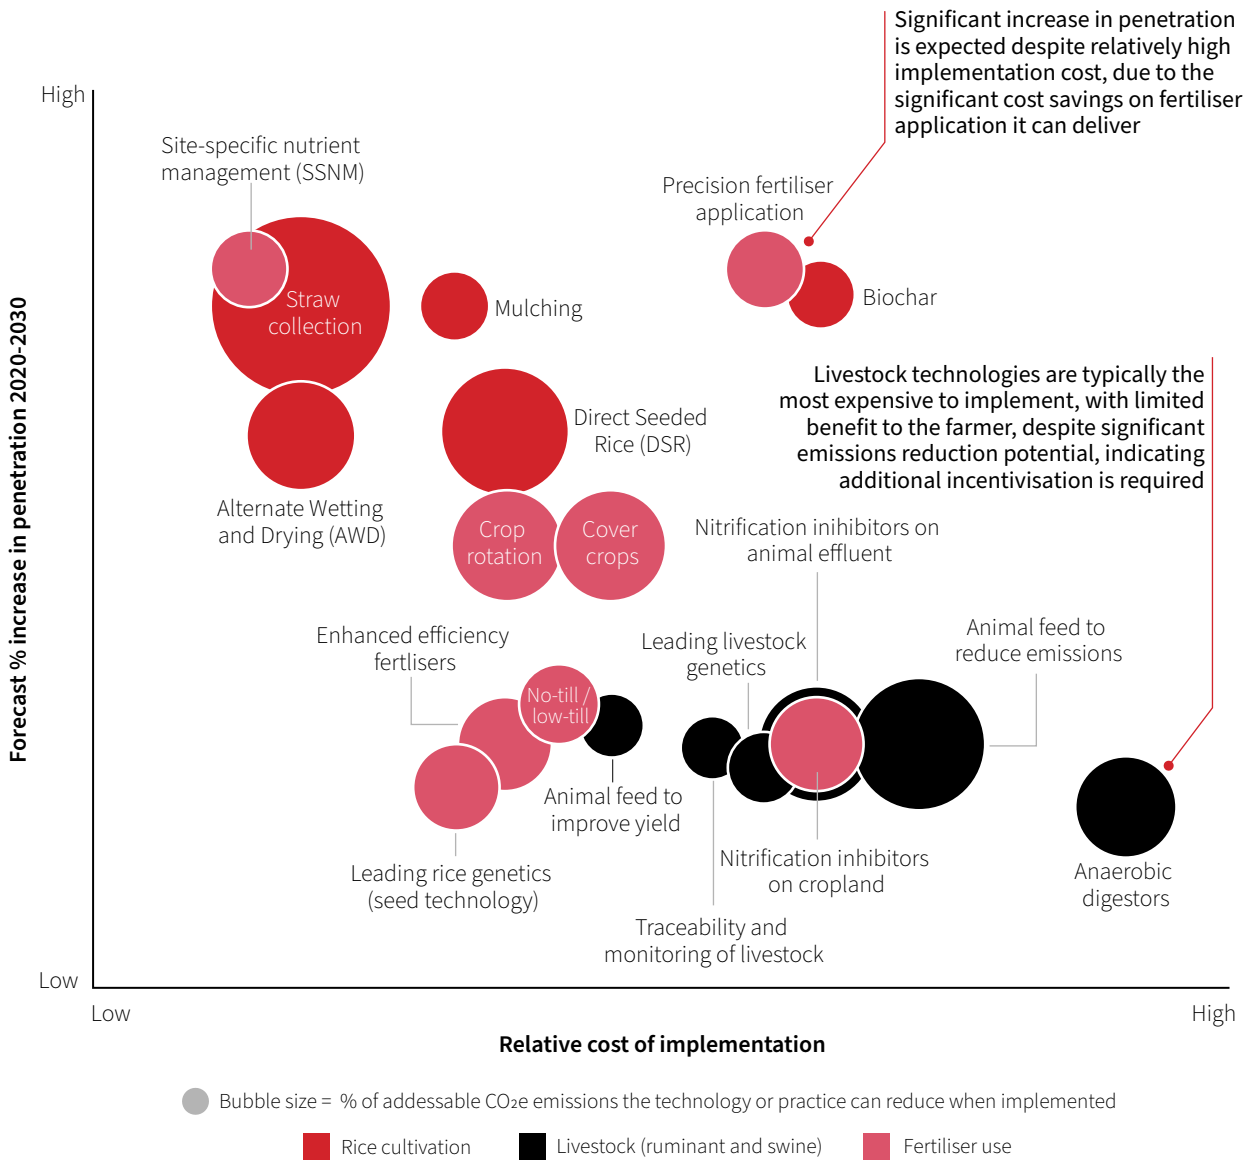 Significant increase in penetration
is expected despite relatively high
implementation cost, due to the
significant cost savings on fertiliser
application it can deliver
High
Site-specific nutrient
management (SSNM)
Precision fertiliser
application
Straw
collection
Mulching
Biochar
Livestock technologies are typically the
most expensive to implement, with limited
benefit to the farmer, despite significant
emissions reduction potential, indicating
additional incentivisation is required
Direct Seeded
Rice (DSR)
Alternate Wetting
and Drying (AWD)
Crop
rotation
Cover
crops
Nitrification inihibitors on
animal effluent
Enhanced efficiency
fertlisers
Leading livestock
genetics
Animal feed to
reduce emissions
No-till /
low-till
Animal feed to
improve yield
Leading rice genetics
(seed technology)
Nitrification inhibitors
on cropland
Anaerobic
digestors
Traceability and
monitoring of livestock
Forecast % increase in penetration 2020-2030
Low
Low
High
Relative cost of implementation
Bubble size = % of addessable CO₂e emissions the technology or practice can reduce when implemented
Rice cultivation
Livestock (ruminant and swine)
Fertiliser use